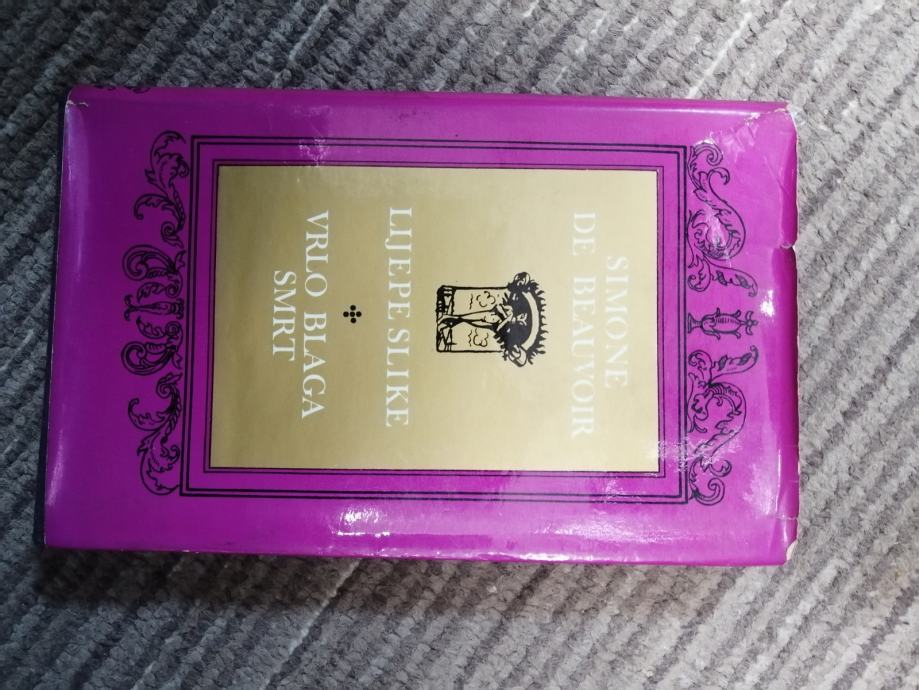 SIMONE
DE BEAUVOIR
LIJEPE SLIKE
VRLO BLAGA
SMRT